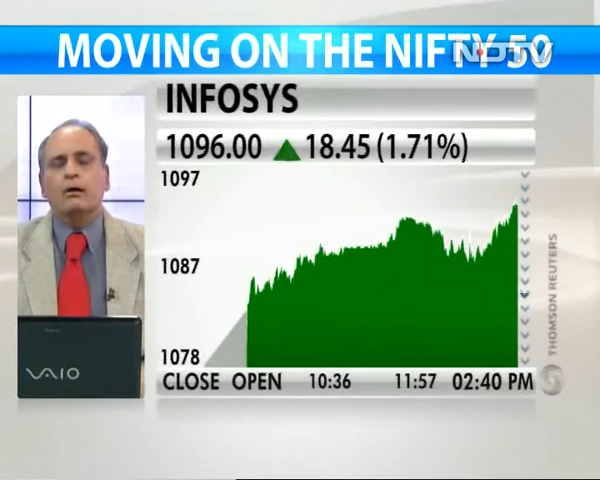 MOVING ON THE NIFTY 50
NDTV
INFOSYS
1096.00 ▲ 18.45 (1.71%)
1097
1087
1078
CLOSE OPEN 10:36 11:57 02:40 PM
THOMSON REUTERS
VAIO